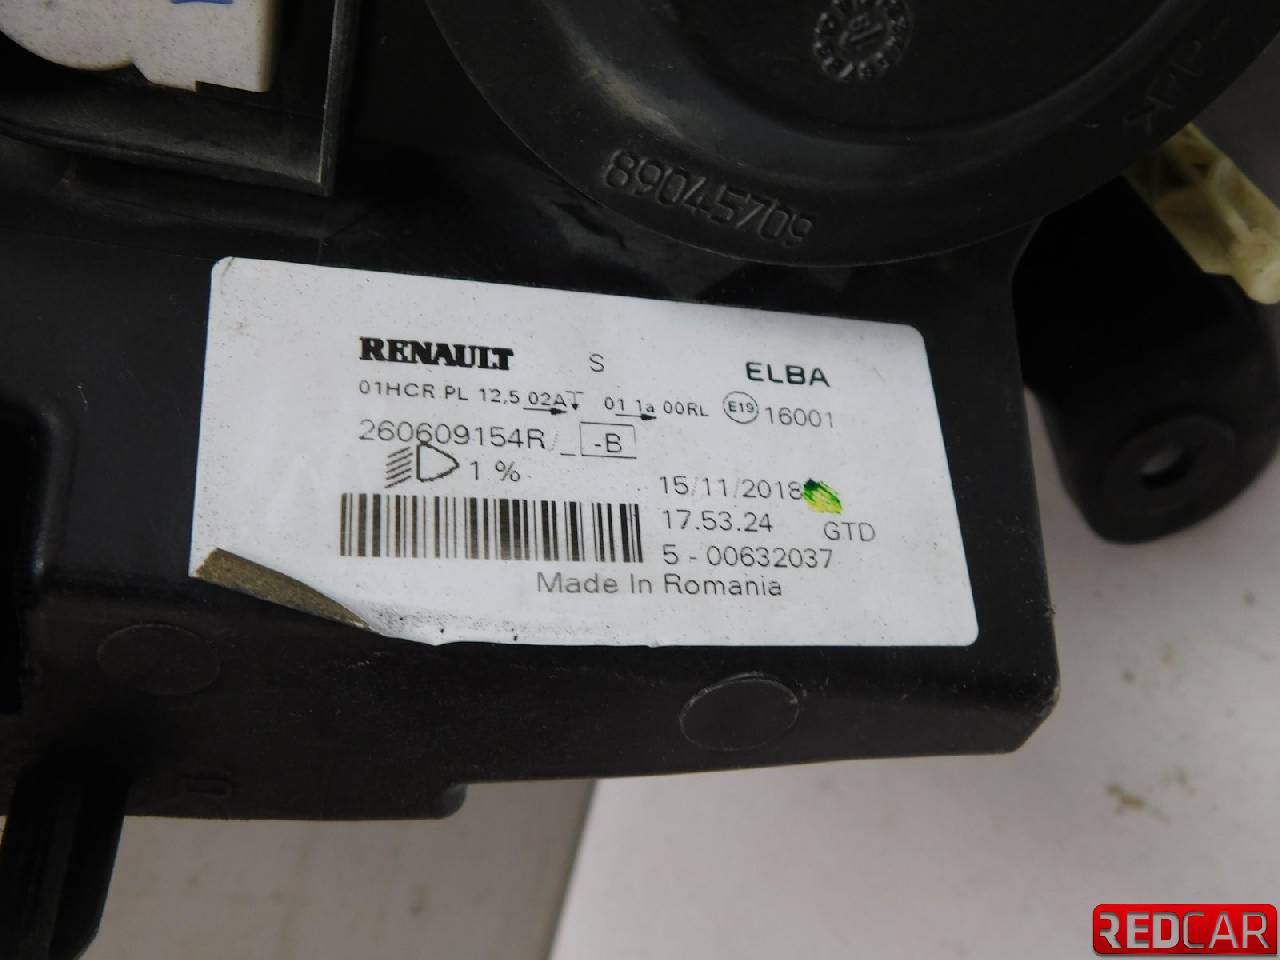 89045709
RENAULT S ELBA
01HCR PL 12,5 02A 01 1a 00RL E19 16001
260609154R/_ -B
1 %
15/11/2018
17.53.24 GTD
5 - 00632037
Made In Romania
REDCAR